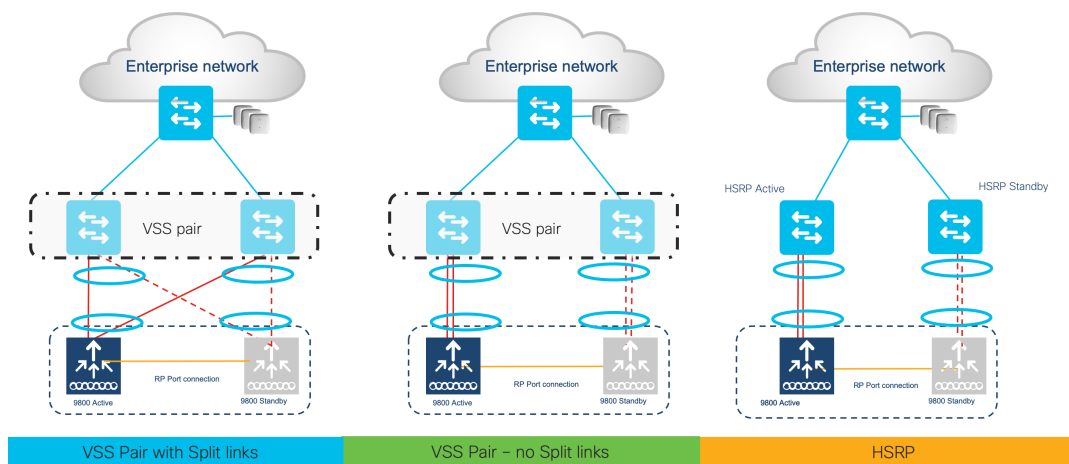 Enterprise network
VSS pair
RP Port connection
9800 Active
9800 Standby
VSS Pair with Split links
Enterprise network
VSS pair
RP Port connection
9800 Active
9800 Standby
VSS Pair – no Split links
Enterprise network
HSRP Active
HSRP Standby
RP Port connection
9800 Active
9800 Standby
HSRP